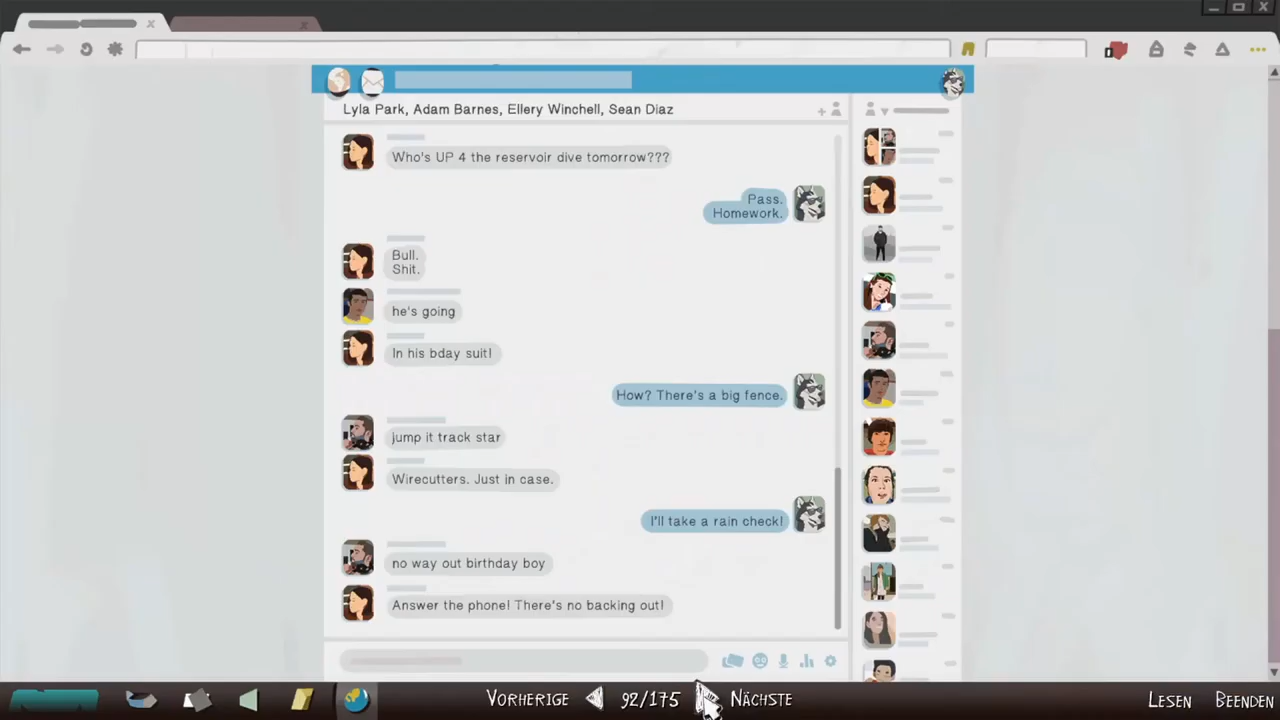 Lyla Park, Adam Barnes, Ellery Winchell, Sean Diaz
Who's UP 4 the reservoir dive tomorrow???
Pass.
Homework.
Bull.
Shit.
he's going
In his bday suit!
How? There's a big fence.
jump it track star
Wirecutters. Just in case.
I'll take a rain check!
no way out birthday boy
Answer the phone! There's no backing out!
Vorherige 92/175 Nächste Lesen Beenden